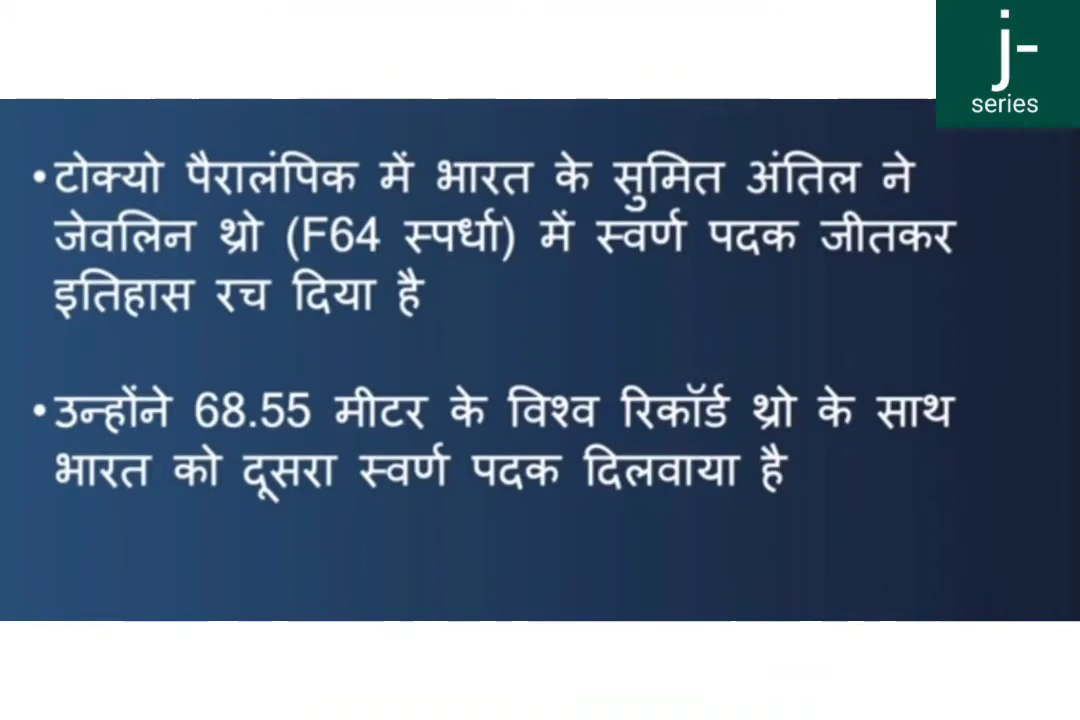 j-
series
•टोक्यो पैरालंपिक में भारत के सुमित अंतिल ने
जेवलिन थ्रो (F64 स्पर्धा) में स्वर्ण पदक जीतकर
इतिहास रच दिया है
•उन्होंने 68.55 मीटर के विश्व रिकॉर्ड थ्रो के साथ
भारत को दूसरा स्वर्ण पदक दिलवाया है